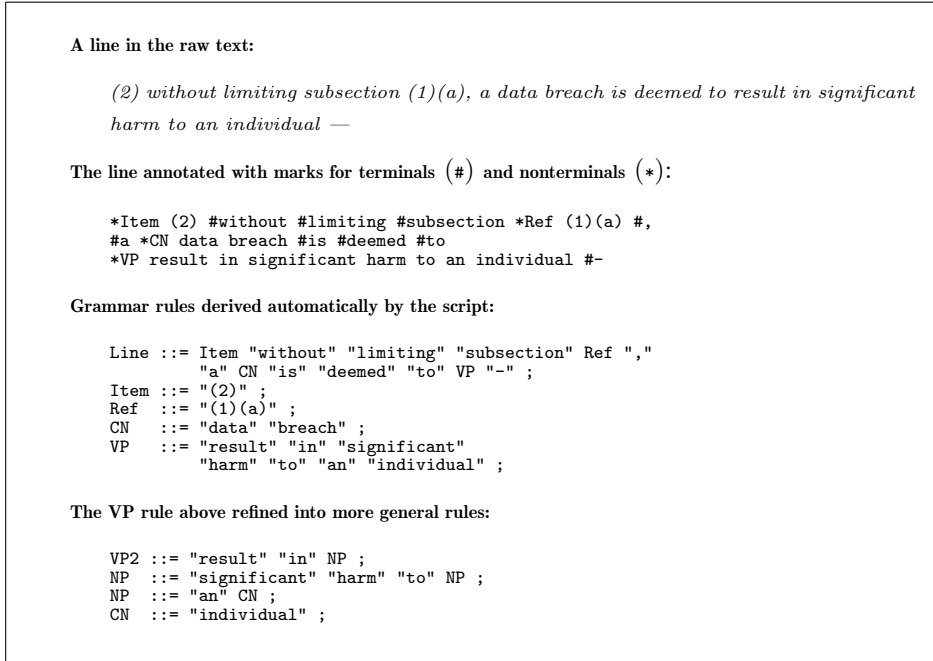 A line in the raw text:
(2) without limiting subsection (1)(a), a data breach is deemed to result in significant
harm to an individual —
The line annotated with marks for terminals (#) and nonterminals (*):
*Item (2) #without #limiting #subsection *Ref (1)(a) #,
#a *CN data breach #is #deemed #to
*VP result in significant harm to an individual #-
Grammar rules derived automatically by the script:
Line ::= Item "without" "limiting" "subsection" Ref ","
"a" CN "is" "deemed" "to" VP "-" ;
Item ::= "(2)" ;
Ref ::= "(1)(a)" ;
CN ::= "data" "breach" ;
VP ::= "result" "in" "significant"
"harm" "to" "an" "individual" ;
The VP rule above refined into more general rules:
VP2 ::= "result" "in" NP ;
NP ::= "significant" "harm" "to" NP ;
NP ::= "an" CN ;
CN ::= "individual" ;